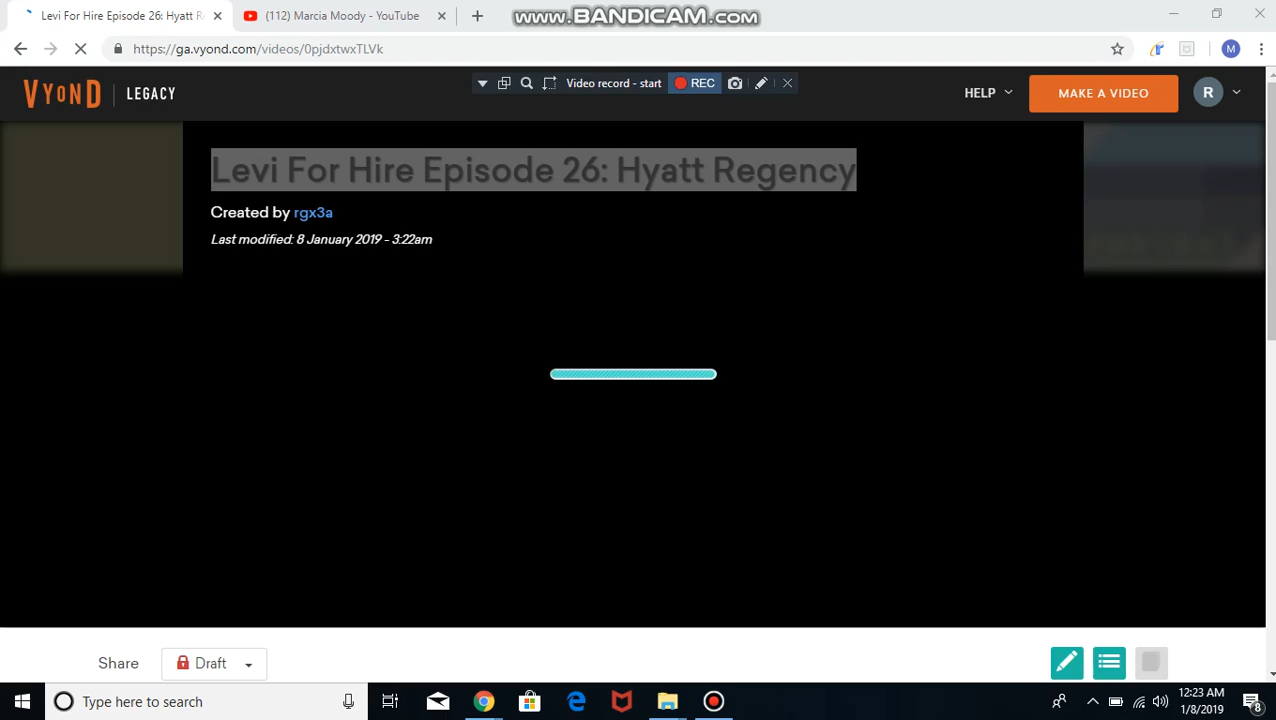 www.BANDICAM.com
Levi For Hire Episode 26: Hyatt R
(112) Marcia Moody - YouTube
https://ga.vyond.com/videos/0pjdxtwxTLVk
M
VYOND LEGACY
Video record - start
REC
HELP
MAKE A VIDEO
R
Levi For Hire Episode 26: Hyatt Regency
Created by rgx3a
Last modified: 8 January 2019 - 3:22am
Share
Draft
Type here to search
12:23 AM
1/8/2019
8